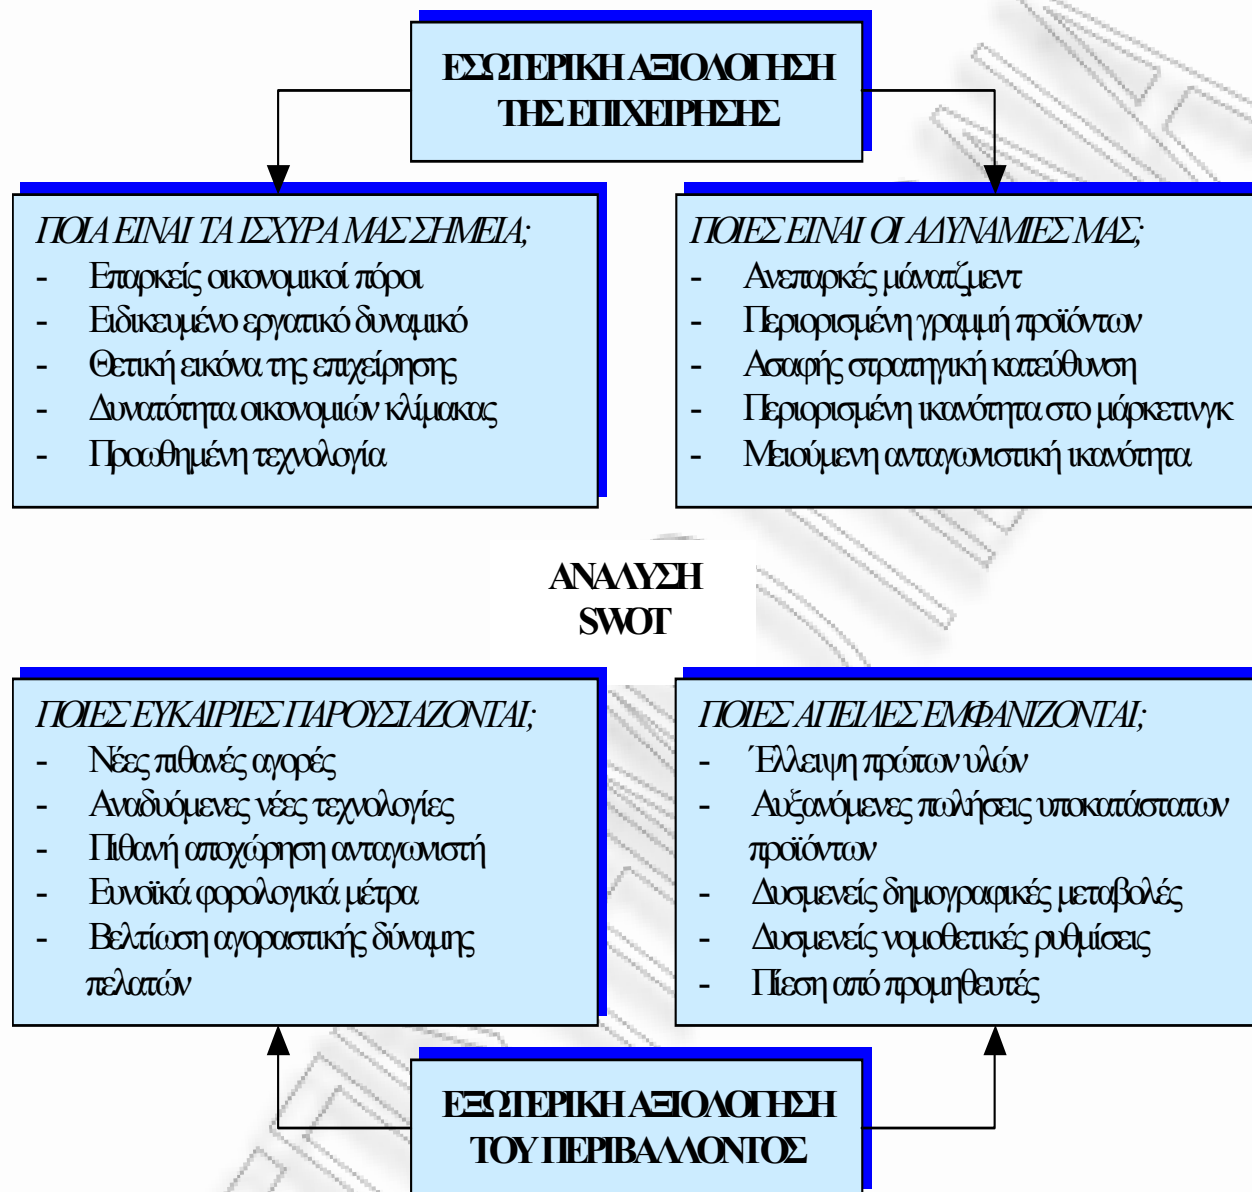 ΕΣΩΤΕΡΙΚΗ ΑΞΙΟΛΟΓΗΣΗ
ΤΗΣ ΕΠΙΧΕΙΡΗΣΗΣ
ΠΟΙΑ ΕΙΝΑΙ ΤΑ ΙΣΧΥΡΑ ΜΑΣ ΣΗΜΕΙΑ;
- Επαρκείς οικονομικοί πόροι
- Ειδικευμένο εργατικό δυναμικό
- Θετική εικόνα της επιχείρησης
- Δυνατότητα οικονομιών κλίμακας
- Προωθημένη τεχνολογία
ΠΟΙΕΣ ΕΙΝΑΙ ΟΙ ΑΔΥΝΑΜΙΕΣ ΜΑΣ;
- Ανεπαρκές μάνατζμεντ
- Περιορισμένη γραμμή προϊόντων
- Ασαφής στρατηγική κατεύθυνση
- Περιορισμένη ικανότητα στο μάρκετινγκ
- Μειούμενη ανταγωνιστική ικανότητα
ΑΝΑΛΥΣΗ
SWOT
ΠΟΙΕΣ ΕΥΚΑΙΡΙΕΣ ΠΑΡΟΥΣΙΑΖΟΝΤΑΙ;
- Νέες πιθανές αγορές
- Αναδυόμενες νέες τεχνολογίες
- Πιθανή αποχώρηση ανταγωνιστή
- Ευνοϊκά φορολογικά μέτρα
- Βελτίωση αγοραστικής δύναμης
πελατών
ΠΟΙΕΣ ΑΠΕΙΛΕΣ ΕΜΦΑΝΙΖΟΝΤΑΙ;
- Έλλειψη πρώτων υλών
- Αυξανόμενες πωλήσεις υποκατάστατων
προϊόντων
- Δυσμενείς δημογραφικές μεταβολές
- Δυσμενείς νομοθετικές ρυθμίσεις
- Πίεση από προμηθευτές
ΕΞΩΤΕΡΙΚΗ ΑΞΙΟΛΟΓΗΣΗ
ΤΟΥ ΠΕΡΙΒΑΛΛΟΝΤΟΣ